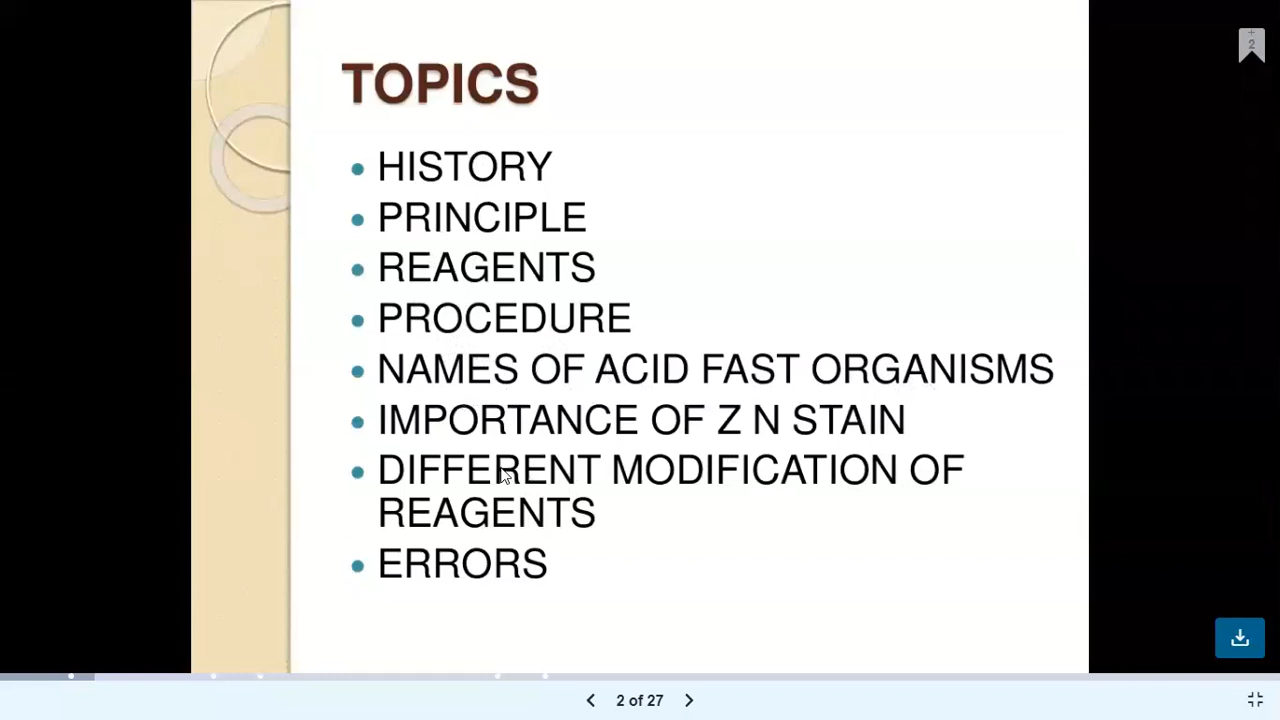 TOPICS
HISTORY
PRINCIPLE
REAGENTS
PROCEDURE
NAMES OF ACID FAST ORGANISMS
IMPORTANCE OF Z N STAIN
DIFFERENT MODIFICATION OF
REAGENTS
ERRORS
2
2 of 27